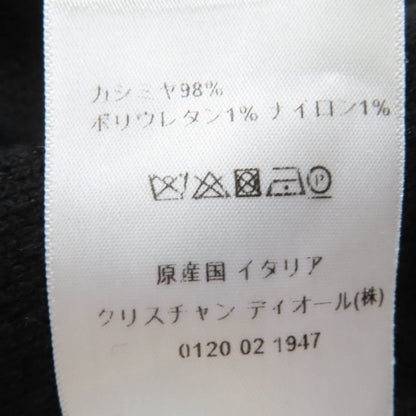 カシミヤ98%
ポリウレタン1% ナイロン1%
P
原産国 イタリア
クリスチャン ディオール(株)
0120 02 1947